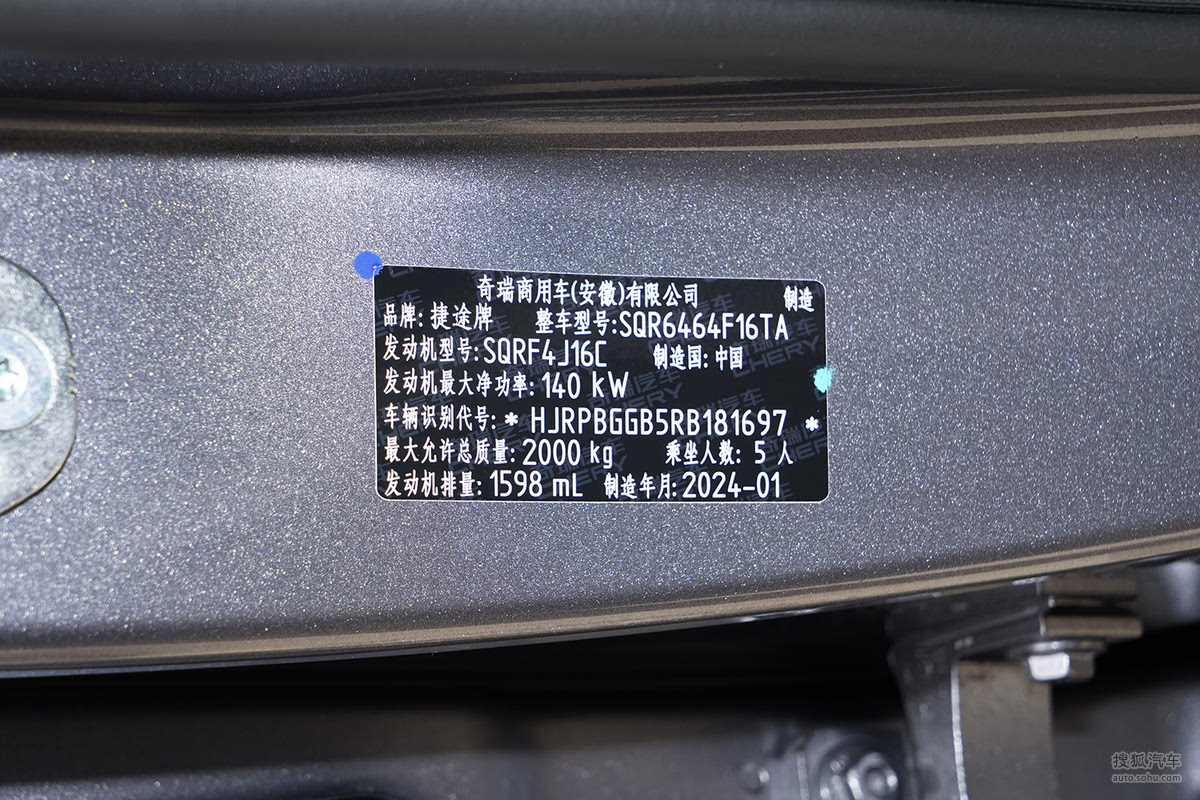 奇瑞商用车(安徽)有限公司 制造
品牌: 捷途牌 整车型号:SQR6464F16TA
发动机型号:SQRF4J16C 制造国: 中国
发动机最大净功率: 140 kW
车辆识别代号: * HJRPBGGB5RB181697 *
最大允许总质量: 2000 kg 乘坐人数: 5 人
发动机排量: 1598 mL 制造年月: 2024-01
搜狐汽车
auto.sohu.com